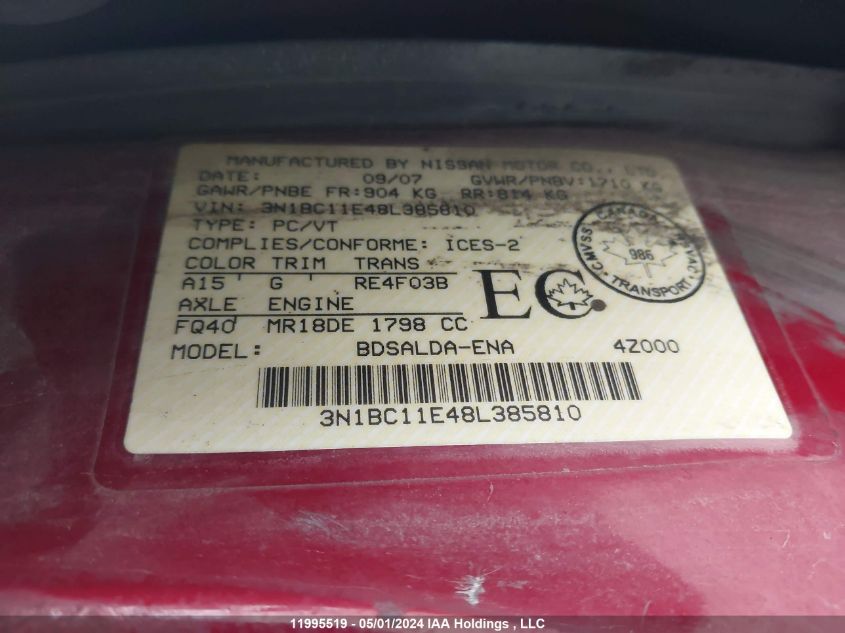 MANUFACTURED BY NISSAN MOTOR CO., LTD
DATE: 09/07 GVWR/PNBV:1710 KG
GAWR/PNBE FR:904 KG RR:814 KG
VIN: 3N1BC11E48L385810
TYPE: PC/VT
COMPLIES/CONFORME: ICES-2
COLOR TRIM TRANS
A15 G RE4F03B
AXLE ENGINE
FQ40 MR18DE 1798 CC
MODEL: BDSALDA-ENA 4Z000
3N1BC11E48L385810
EC
CANADA
CMVSS NSVAC
986
TRANSPORT
11995519 - 05/01/2024 IAA Holdings , LLC